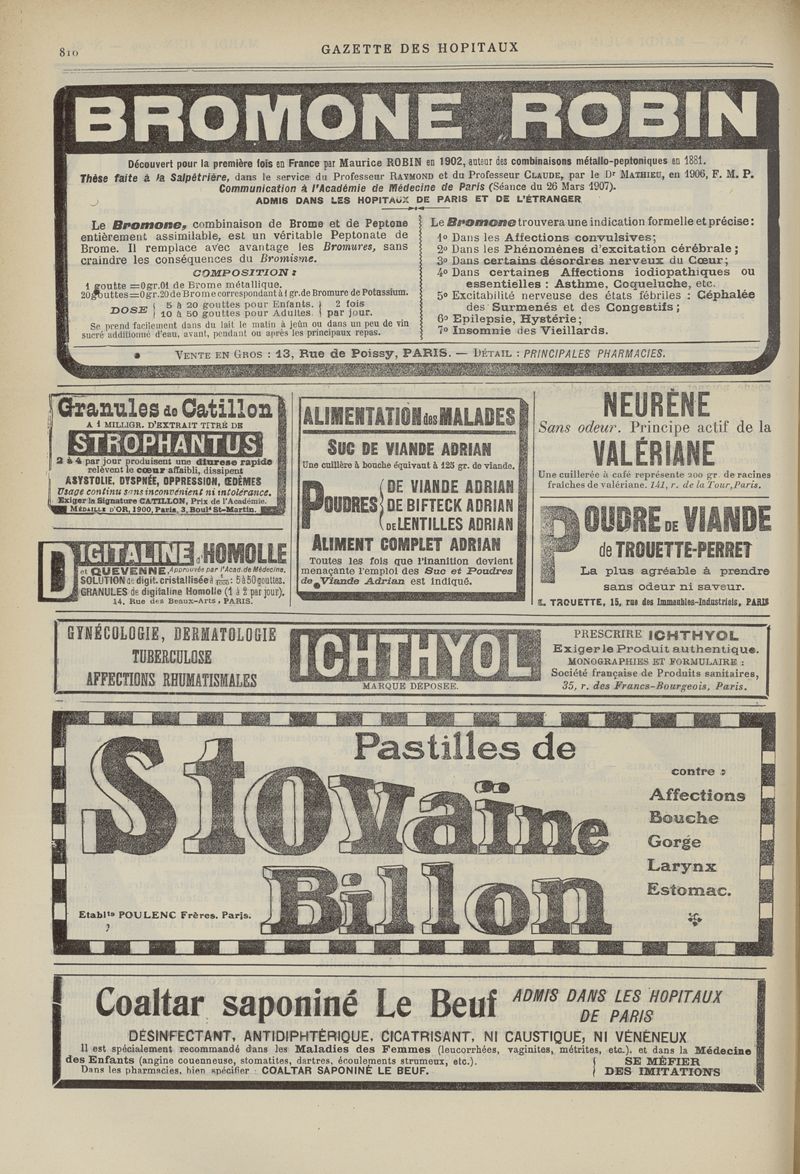 810
GAZETTE DES HOPITAUX
BROMONE ROBIN
Découvert pour la première fois en France par Maurice ROBIN en 1902, auteur des combinaisons métallo-peptoniques en 1881.
Thèse faite à la Salpêtrière, dans le service du Professeur RAYMOND et du Professeur CLAUDE, par le Dr MATHIEU, en 1906, F. M. P.
Communication à l'Académie de Médecine de Paris (Séance du 26 Mars 1907).
ADMIS DANS LES HOPITAUX DE PARIS ET DE L'ÉTRANGER
Le Bromone, combinaison de Brome et de Peptone
entièrement assimilable, est un véritable Peptonate de
Brome. Il remplace avec avantage les Bromures, sans
craindre les conséquences du Bromisme.
COMPOSITION :
1 goutte =0gr.01 de Brome métallique.
20gouttes=0gr.20 de Brome correspondant à 1 gr. de Bromure de Potassium.
DOSE { 5 à 20 gouttes pour Enfants. } 2 fois
10 à 50 gouttes pour Adultes. } par jour.
Se prend facilement dans du lait le matin à jeûn ou dans un peu de vin
sucré additionné d'eau, avant, pendant ou après les principaux repas.
Le Bromone trouvera une indication formelle et précise :
1o Dans les Affections convulsives;
2o Dans les Phénomènes d'excitation cérébrale ;
3o Dans certains désordres nerveux du Cœur;
4o Dans certaines Affections iodiopathiques ou
essentielles : Asthme, Coqueluche, etc.
5o Excitabilité nerveuse des états fébriles : Céphalée
des Surmenés et des Congestifs ;
6o Epilepsie, Hystérie ;
7o Insomnie des Vieillards.
VENTE EN GROS : 13, Rue de Poissy, PARIS. — DÉTAIL : PRINCIPALES PHARMACIES.
Granules de Catillon
A 1 MILLIGR. D'EXTRAIT TITRÉ DE
STROPHANTUS
2 à 4 par jour produisent une diurèse rapide
relèvent le cœur affaibli, dissipent
ASYSTOLIE, DYSPNÉE, OPPRESSION, ŒDÈMES
Usage continu sans inconvénient ni intolérance.
Exiger la Signature CATILLON, Prix de l'Académie.
MÉDAILLE D'OR, 1900, Paris, 3, Boulᵈ St-Martin.
DIGITALINE d'HOMOLLE
et QUEVENNE, Approuvée par l'Acad. de Médecine.
SOLUTION de digit. cristallisée à : 5 à 50 gouttes.
GRANULES de digitaline Homolle (1 à 2 par jour).
14, Rue des Beaux-Arts, PARIS.
ALIMENTATION des MALADES
SUC DE VIANDE ADRIAN
Une cuillère à bouche équivaut à 125 gr. de viande.
POUDRES { DE VIANDE ADRIAN
DE BIFTECK ADRIAN
DE LENTILLES ADRIAN
ALIMENT COMPLET ADRIAN
Toutes les fois que l'inanition devient
menaçante l'emploi des Suc et Poudres
de Viande Adrian est indiqué.
NEURÈNE
Sans odeur. Principe actif de la
VALÉRIANE
Une cuillerée à café représente 200 gr de racines
fraîches de valériane. 141, r. de la Tour, Paris.
POUDRE DE VIANDE
de TROUETTE-PERRET
La plus agréable à prendre
sans odeur ni saveur.
E. TROUETTE, 15, rue des Immeubles-Industriels, PARIS
GYNÉCOLOGIE, DERMATOLOGIE
TUBERCULOSE
AFFECTIONS RHUMATISMALES
ICHTHYOL
MARQUE DÉPOSÉE.
PRESCRIRE ICHTHYOL
Exiger le Produit authentique.
MONOGRAPHIES ET FORMULAIRE :
Société française de Produits sanitaires,
35, r. des Francs-Bourgeois, Paris.
Pastilles de
Stovaïne
Billon
contre :
Affections
Bouche
Gorge
Larynx
Estomac.
Etablts POULENC Frères. Paris.
Coaltar saponiné Le Beuf
ADMIS DANS LES HOPITAUX
DE PARIS
DÉSINFECTANT, ANTIDIPHTÉRIQUE, CICATRISANT, NI CAUSTIQUE, NI VÉNÉNEUX
Il est spécialement recommandé dans les Maladies des Femmes (leucorrhées, vaginites, métrites, etc.), et dans la Médecine
des Enfants (angine couenneuse, stomatites, dartres, écoulements strumeux, etc.).
Dans les pharmacies, bien spécifier : COALTAR SAPONINÉ LE BEUF.
SE MÉFIER
DES IMITATIONS